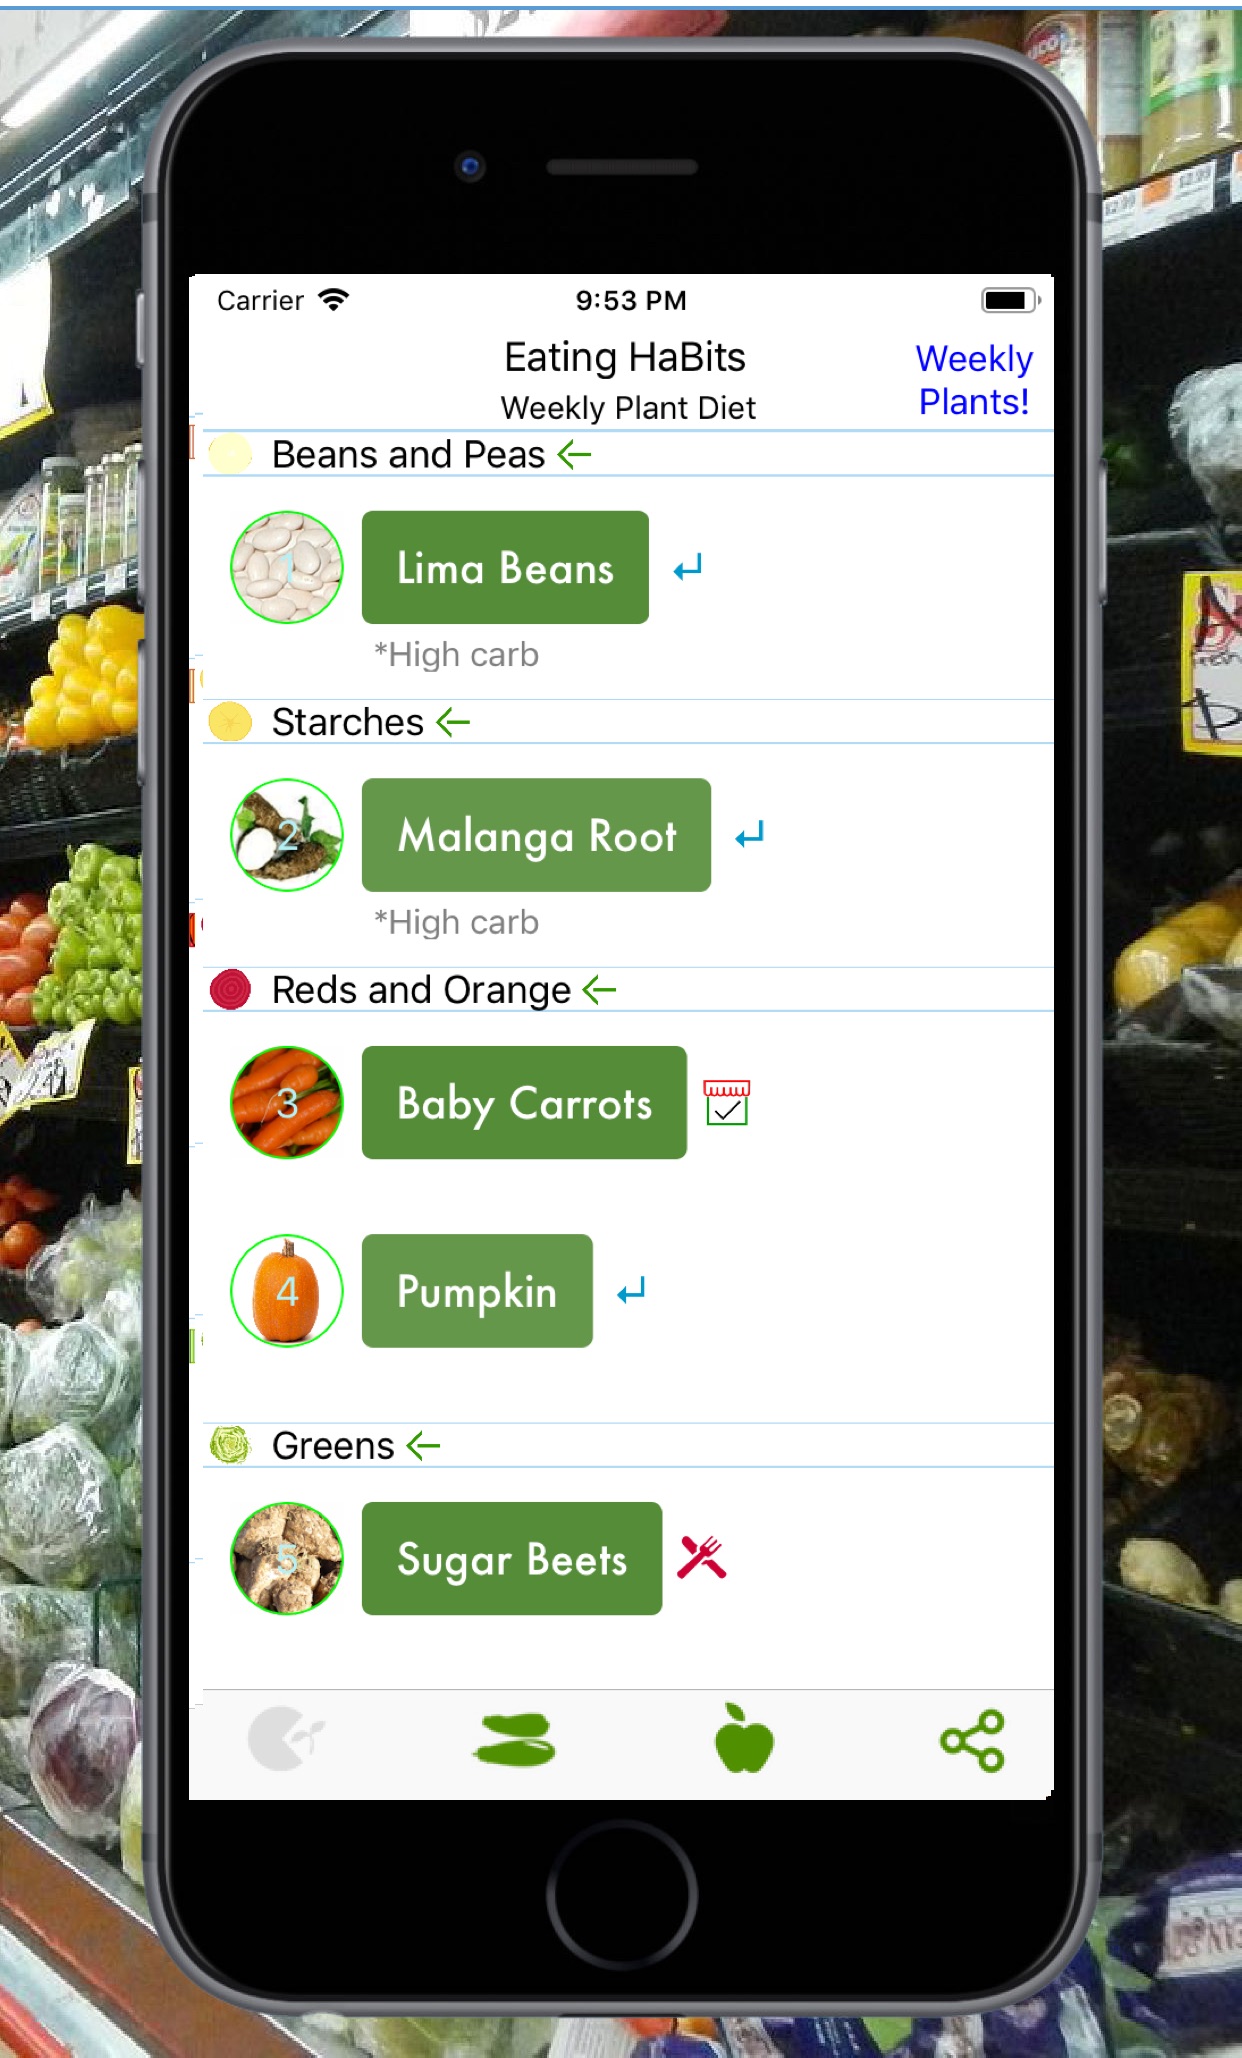 Carrier
9:53 PM
Eating HaBits
Weekly
Plants!
Weekly Plant Diet
Beans and Peas
1
Lima Beans
*High carb
Starches
2
Malanga Root
*High carb
Reds and Orange
3
Baby Carrots
4
Pumpkin
Greens
5
Sugar Beets